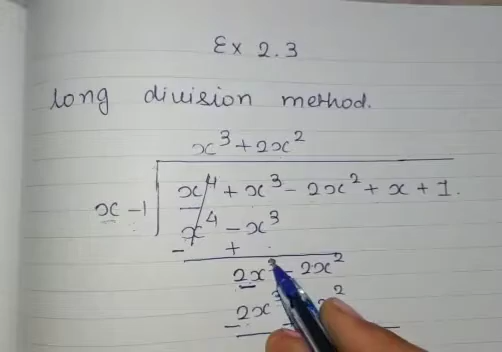 Ex 2.3
long division method.
x³ + 2x²
x - 1 x⁴ + x³ - 2x² + x + 1.
x⁴ - x³
- +
2x³ - 2x²
2x³
-